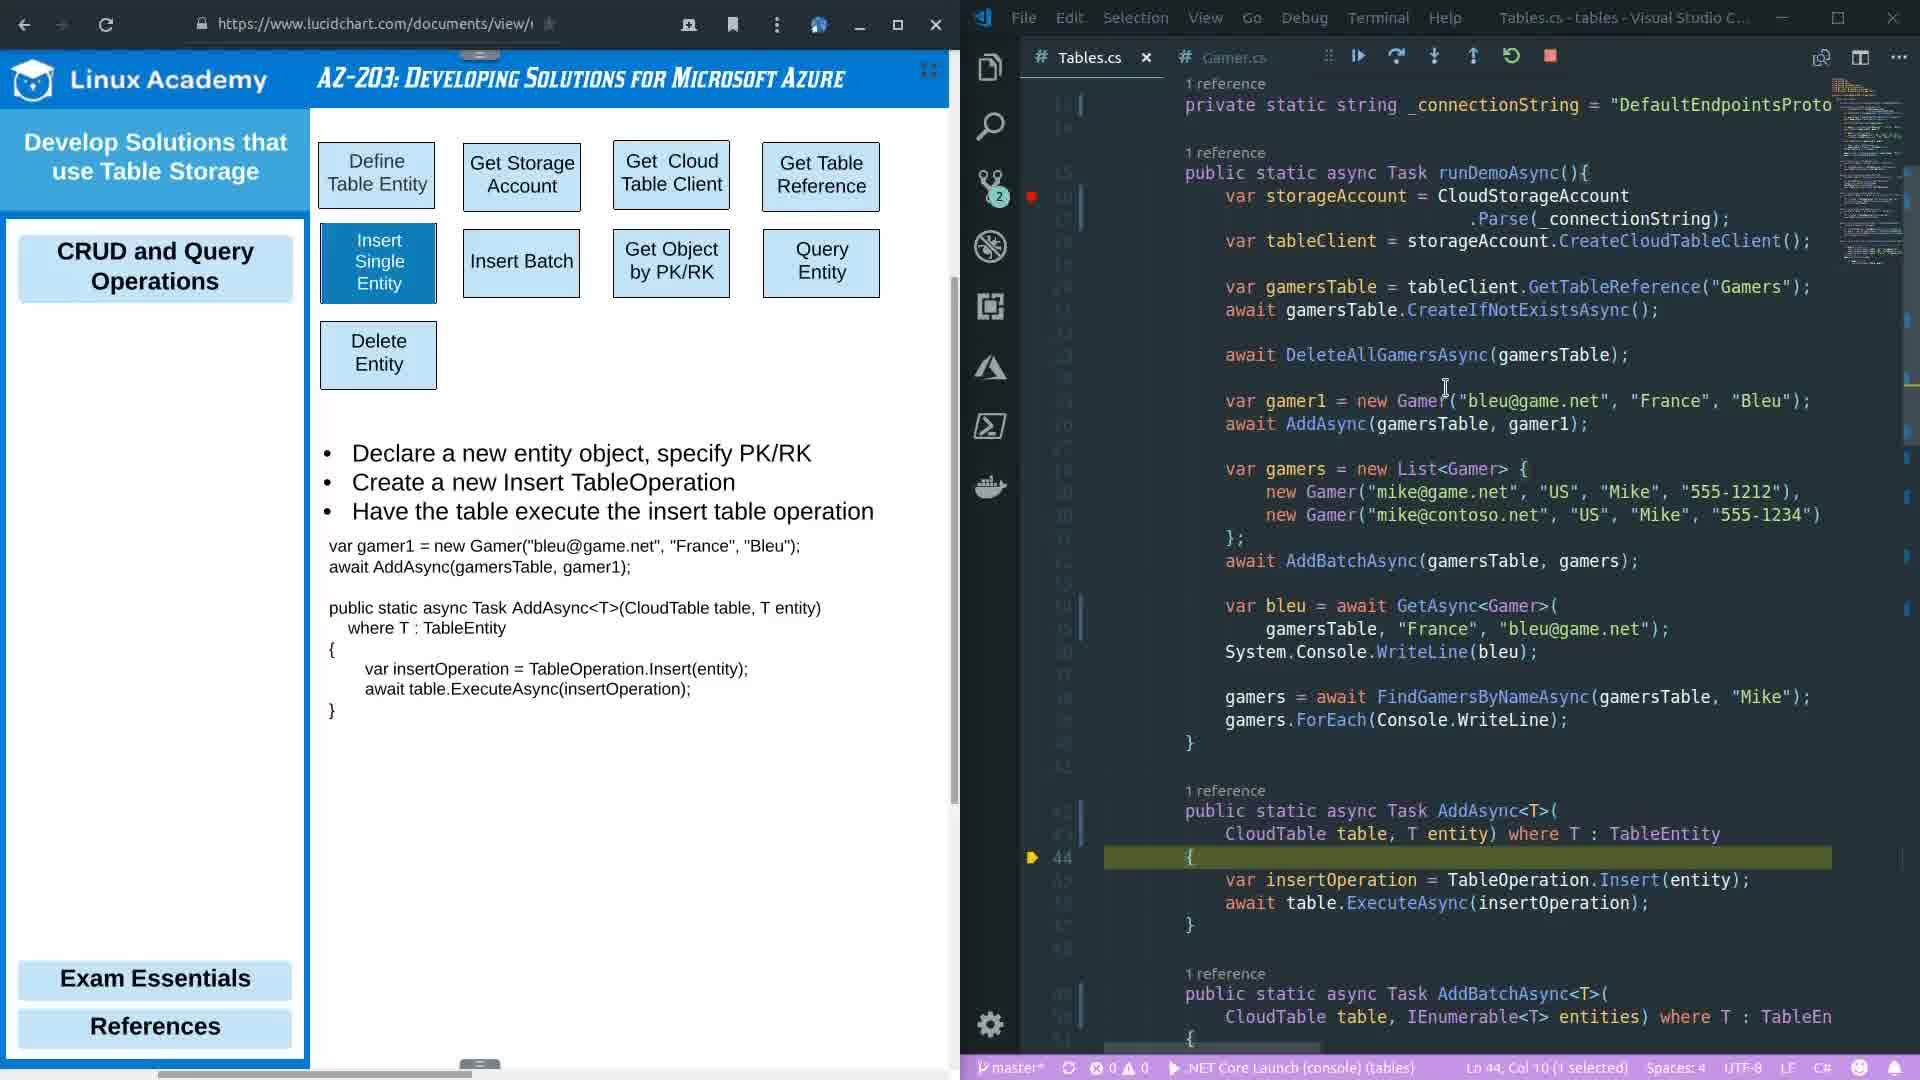 https://www.lucidchart.com/documents/view/
Linux Academy
AZ-203: Developing Solutions for Microsoft Azure
Develop Solutions that
use Table Storage
CRUD and Query
Operations
Exam Essentials
References
Define
Table Entity
Get Storage
Account
Get Cloud
Table Client
Get Table
Reference
Insert
Single
Entity
Insert Batch
Get Object
by PK/RK
Query
Entity
Delete
Entity
• Declare a new entity object, specify PK/RK
• Create a new Insert TableOperation
• Have the table execute the insert table operation
var gamer1 = new Gamer("bleu@game.net", "France", "Bleu");
await AddAsync(gamersTable, gamer1);
public static async Task AddAsync<T>(CloudTable table, T entity)
where T : TableEntity
{
var insertOperation = TableOperation.Insert(entity);
await table.ExecuteAsync(insertOperation);
}
File Edit Selection View Go Debug Terminal Help Tables.cs - tables - Visual Studio C...
# Tables.cs # Gamer.cs
2
1 reference
private static string _connectionString = "DefaultEndpointsProto
1 reference
public static async Task runDemoAsync(){
var storageAccount = CloudStorageAccount
.Parse(_connectionString);
var tableClient = storageAccount.CreateCloudTableClient();
var gamersTable = tableClient.GetTableReference("Gamers");
await gamersTable.CreateIfNotExistsAsync();
await DeleteAllGamersAsync(gamersTable);
var gamer1 = new Gamer("bleu@game.net", "France", "Bleu");
await AddAsync(gamersTable, gamer1);
var gamers = new List<Gamer> {
new Gamer("mike@game.net", "US", "Mike", "555-1212"),
new Gamer("mike@contoso.net", "US", "Mike", "555-1234")
};
await AddBatchAsync(gamersTable, gamers);
var bleu = await GetAsync<Gamer>(
gamersTable, "France", "bleu@game.net");
System.Console.WriteLine(bleu);
gamers = await FindGamersByNameAsync(gamersTable, "Mike");
gamers.ForEach(Console.WriteLine);
}
1 reference
public static async Task AddAsync<T>(
CloudTable table, T entity) where T : TableEntity
44 {
var insertOperation = TableOperation.Insert(entity);
await table.ExecuteAsync(insertOperation);
}
1 reference
public static async Task AddBatchAsync<T>(
CloudTable table, IEnumerable<T> entities) where T : TableEn
{
master* 0 0 .NET Core Launch (console) (tables) Ln 44, Col 10 (1 selected) Spaces: 4 UTF-8 LF C#